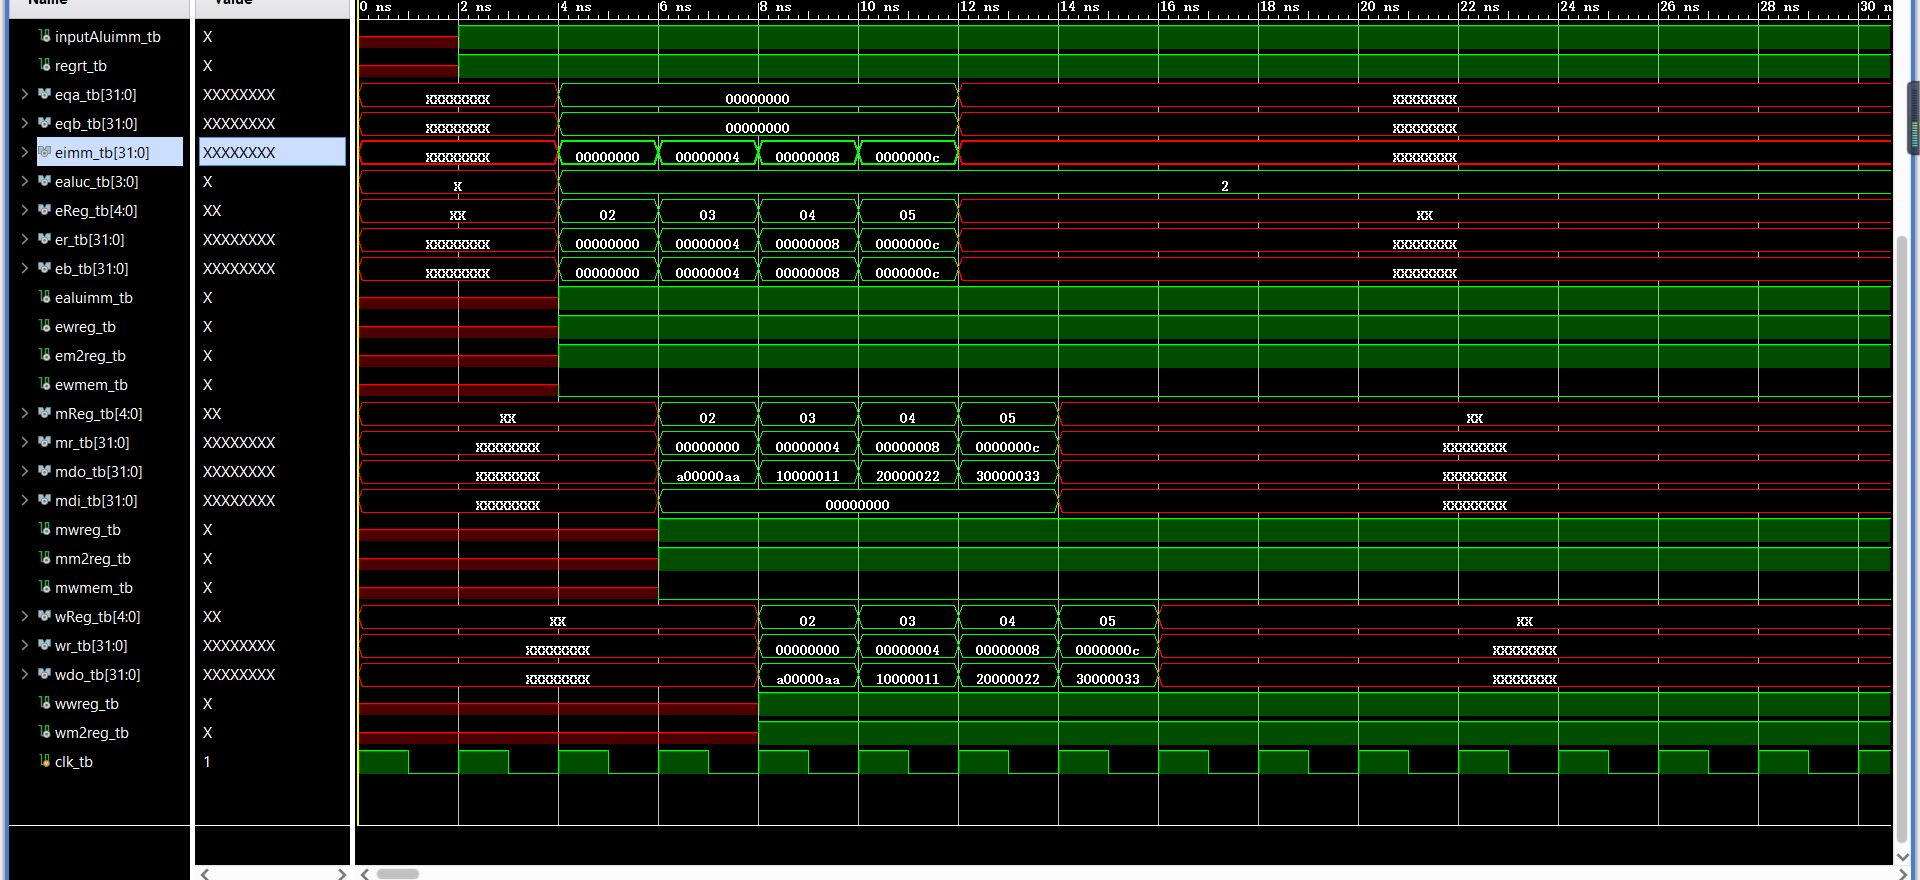 Name Value 0 ns 2 ns 4 ns 6 ns 8 ns 10 ns 12 ns 14 ns 16 ns 18 ns 20 ns 22 ns 24 ns 26 ns 28 ns 30 n
inputAluimm_tb X
regrt_tb X
eqa_tb[31:0] XXXXXXXX XXXXXXXX 00000000 XXXXXXXX
eqb_tb[31:0] XXXXXXXX XXXXXXXX 00000000 XXXXXXXX
eimm_tb[31:0] XXXXXXXX XXXXXXXX 00000000 00000004 00000008 0000000c XXXXXXXX
ealuc_tb[3:0] X X 2
eReg_tb[4:0] XX XX 02 03 04 05 XX
er_tb[31:0] XXXXXXXX XXXXXXXX 00000000 00000004 00000008 0000000c XXXXXXXX
eb_tb[31:0] XXXXXXXX XXXXXXXX 00000000 00000004 00000008 0000000c XXXXXXXX
ealuimm_tb X
ewreg_tb X
em2reg_tb X
ewmem_tb X
mReg_tb[4:0] XX XX 02 03 04 05 XX
mr_tb[31:0] XXXXXXXX XXXXXXXX 00000000 00000004 00000008 0000000c XXXXXXXX
mdo_tb[31:0] XXXXXXXX XXXXXXXX a00000aa 10000011 20000022 30000033 XXXXXXXX
mdi_tb[31:0] XXXXXXXX XXXXXXXX 00000000 XXXXXXXX
mwreg_tb X
mm2reg_tb X
mwmem_tb X
wReg_tb[4:0] XX XX 02 03 04 05 XX
wr_tb[31:0] XXXXXXXX XXXXXXXX 00000000 00000004 00000008 0000000c XXXXXXXX
wdo_tb[31:0] XXXXXXXX XXXXXXXX a00000aa 10000011 20000022 30000033 XXXXXXXX
wwreg_tb X
wm2reg_tb X
clk_tb 1